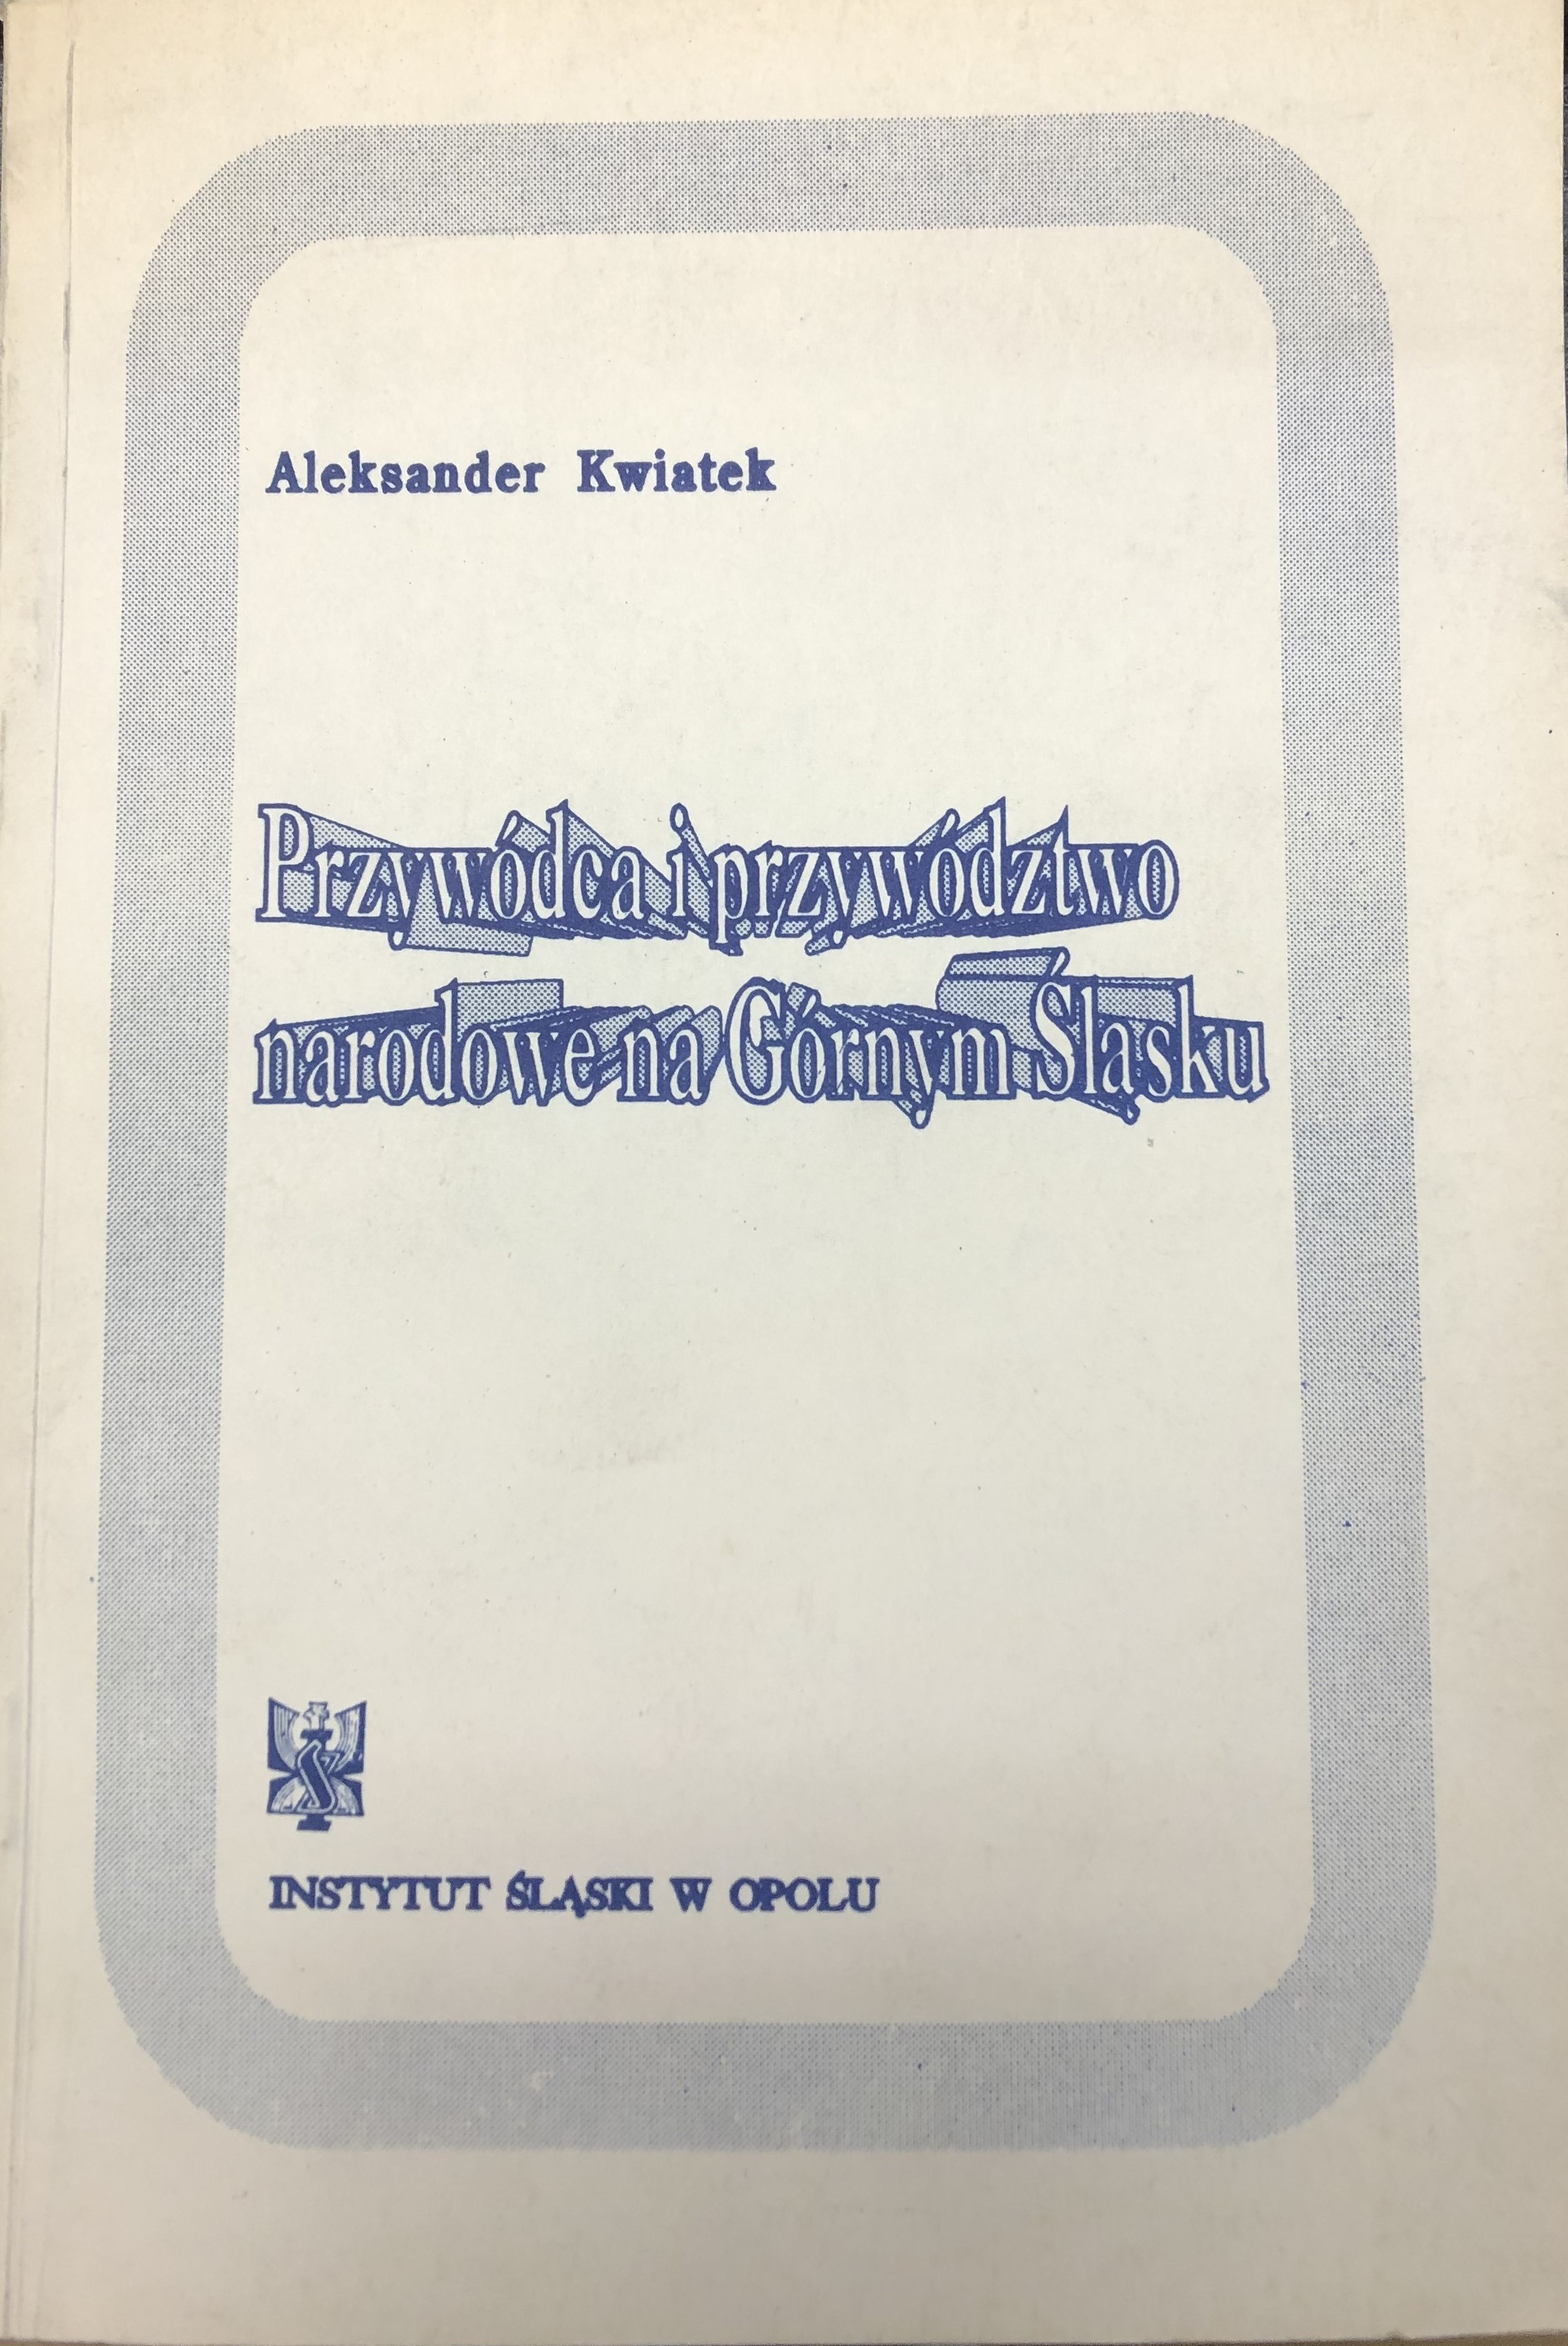 Aleksander Kwiatek
Przywódca i przywództwo
narodowe na Górnym Śląsku
INSTYTUT ŚLĄSKI W OPOLU